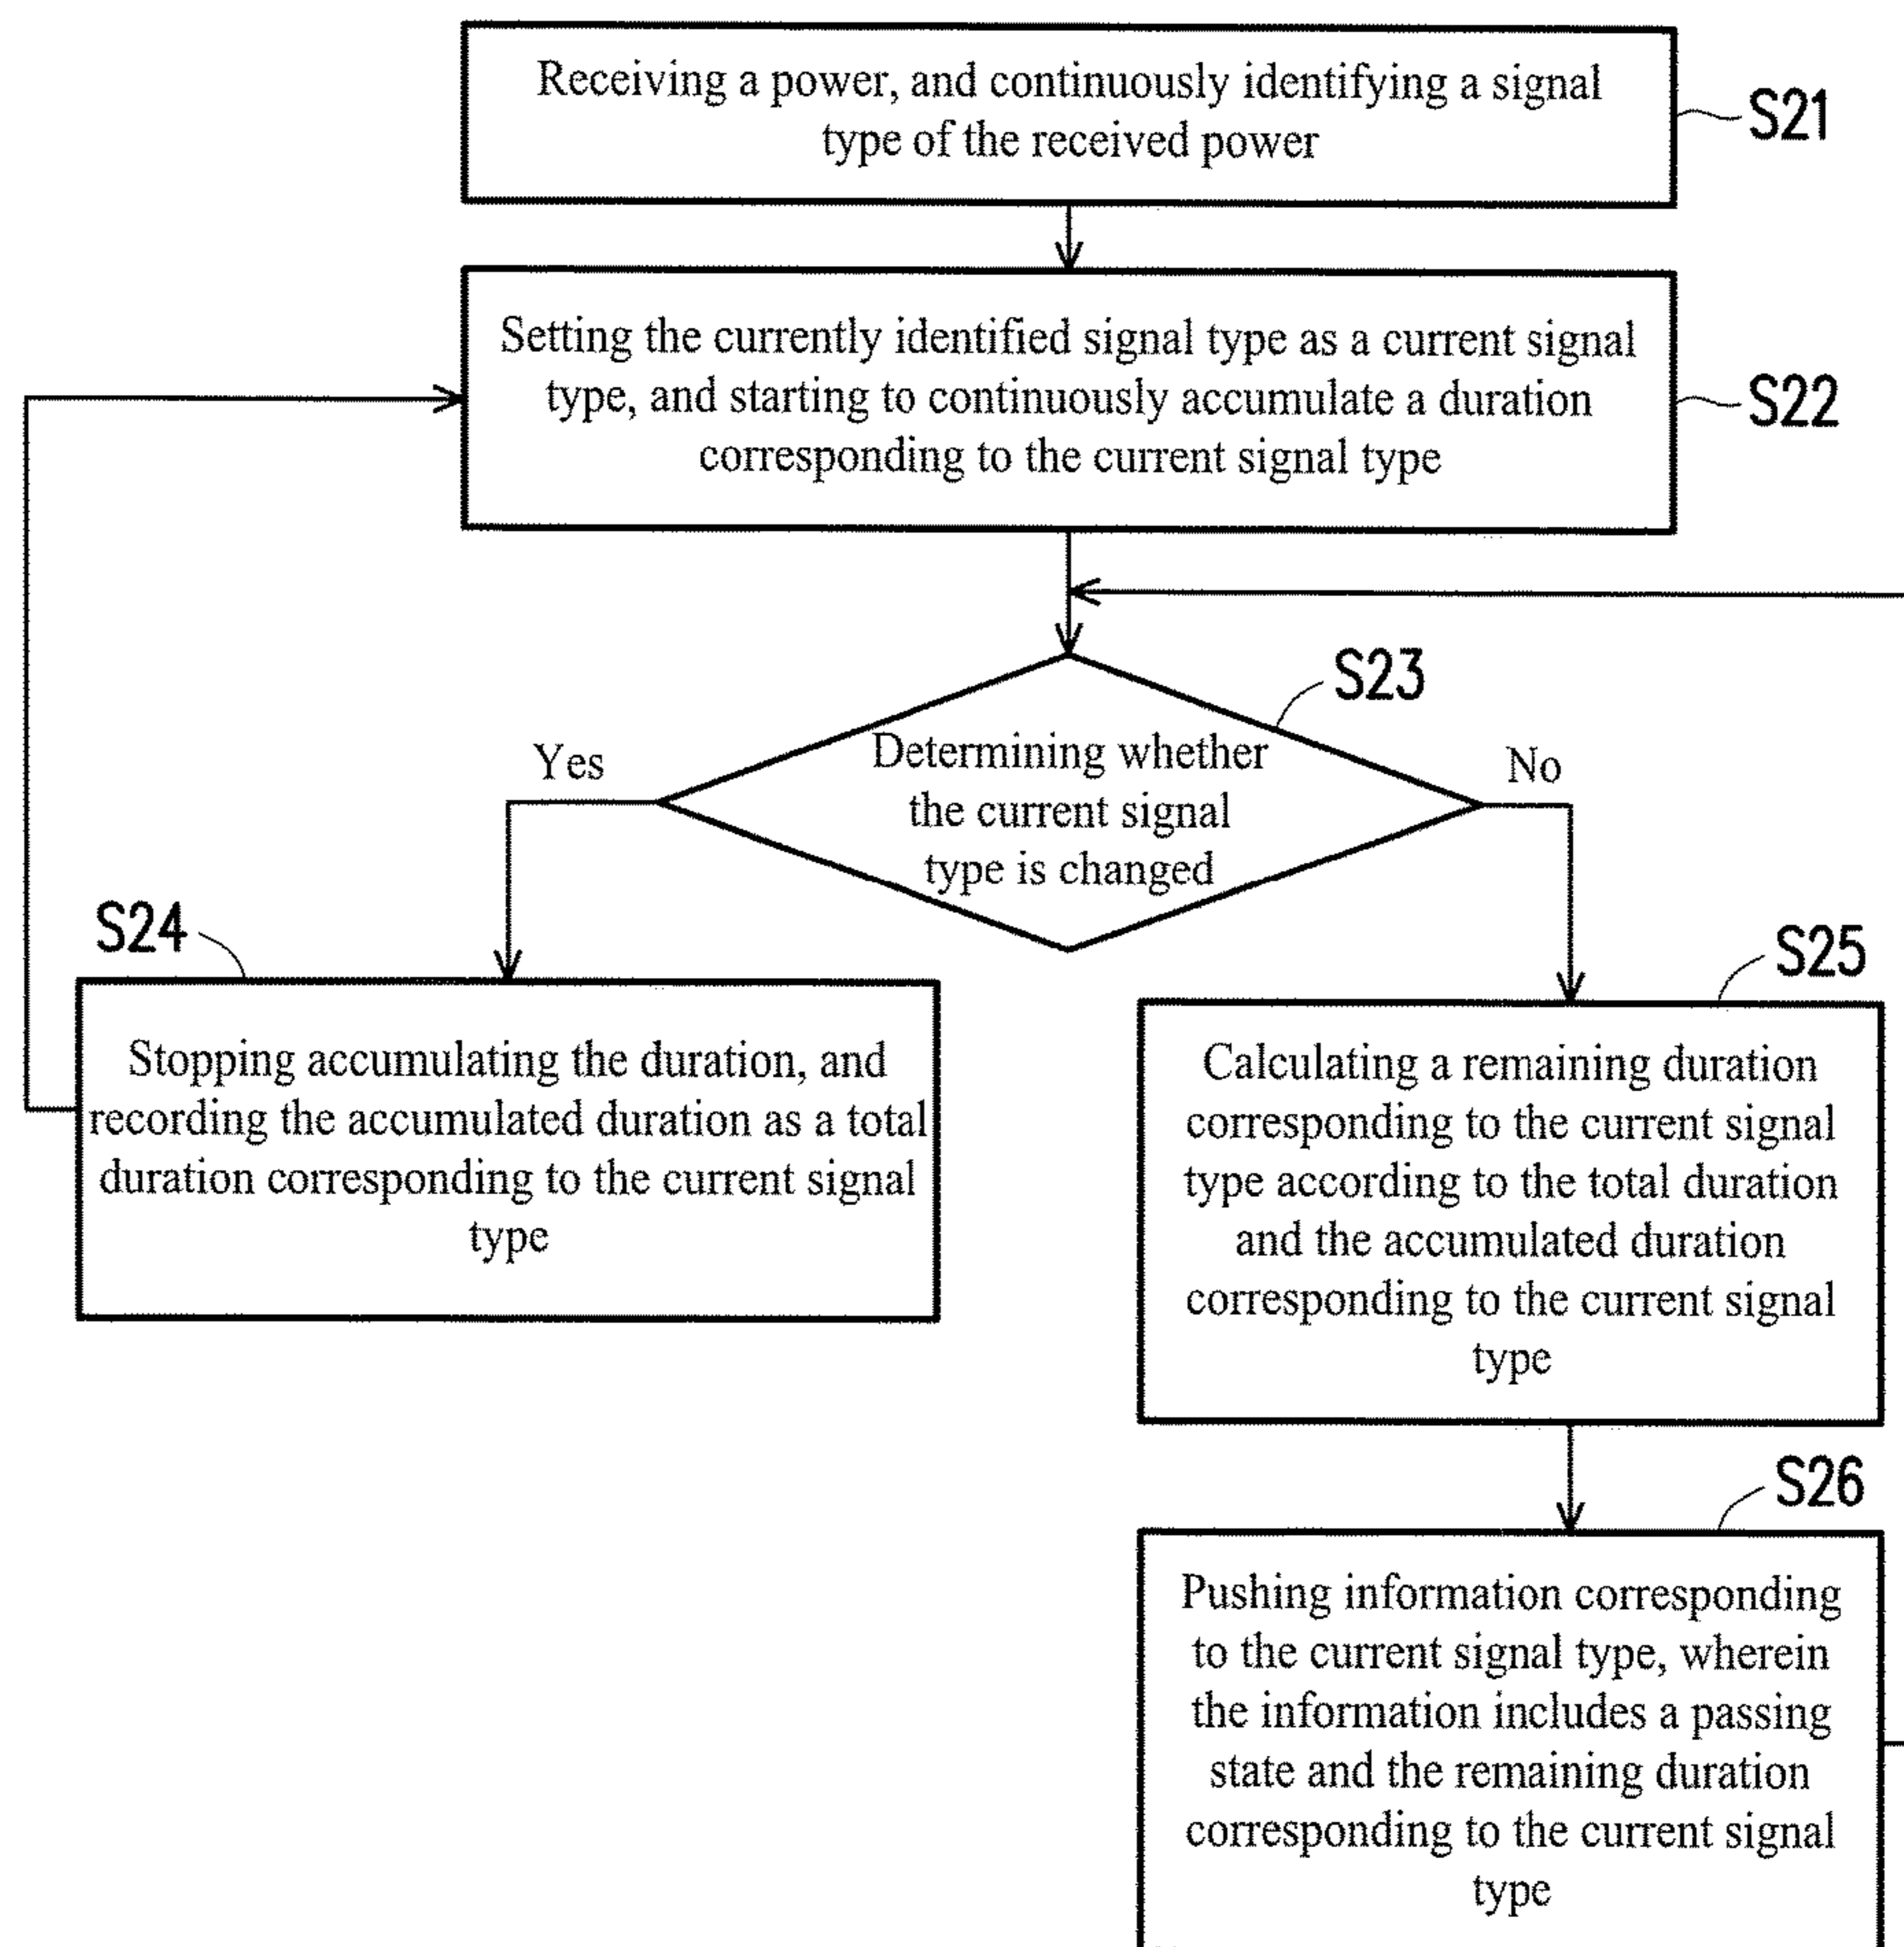 Receiving a power, and continuously identifying a signal
type of the received power
S21
Setting the currently identified signal type as a current signal
type, and starting to continuously accumulate a duration
corresponding to the current signal type
S22
S23
Determining whether
the current signal
type is changed
Yes
No
S24
Stopping accumulating the duration, and
recording the accumulated duration as a total
duration corresponding to the current signal
type
S25
Calculating a remaining duration
corresponding to the current signal
type according to the total duration
and the accumulated duration
corresponding to the current signal
type
S26
Pushing information corresponding
to the current signal type, wherein
the information includes a passing
state and the remaining duration
corresponding to the current signal
type